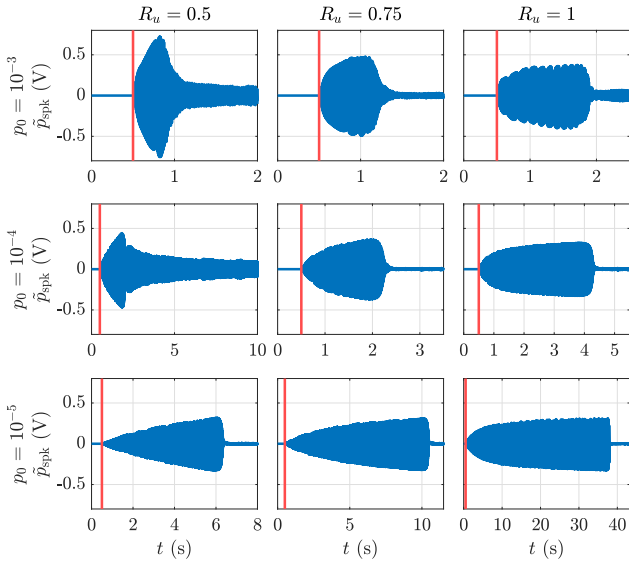 R_u = 0.5 R_u = 0.75 R_u = 1
p_0 = 10^{-3}
p̃_spk (V)
0.5
0
-0.5
0 1 2 0 1 2 0 1 2
p_0 = 10^{-4}
p̃_spk (V)
0.5
0
-0.5
0 5 10 0 1 2 3 0 1 2 3 4 5
p_0 = 10^{-5}
p̃_spk (V)
0.5
0
-0.5
0 2 4 6 8 0 5 10 0 10 20 30 40
t (s) t (s) t (s)